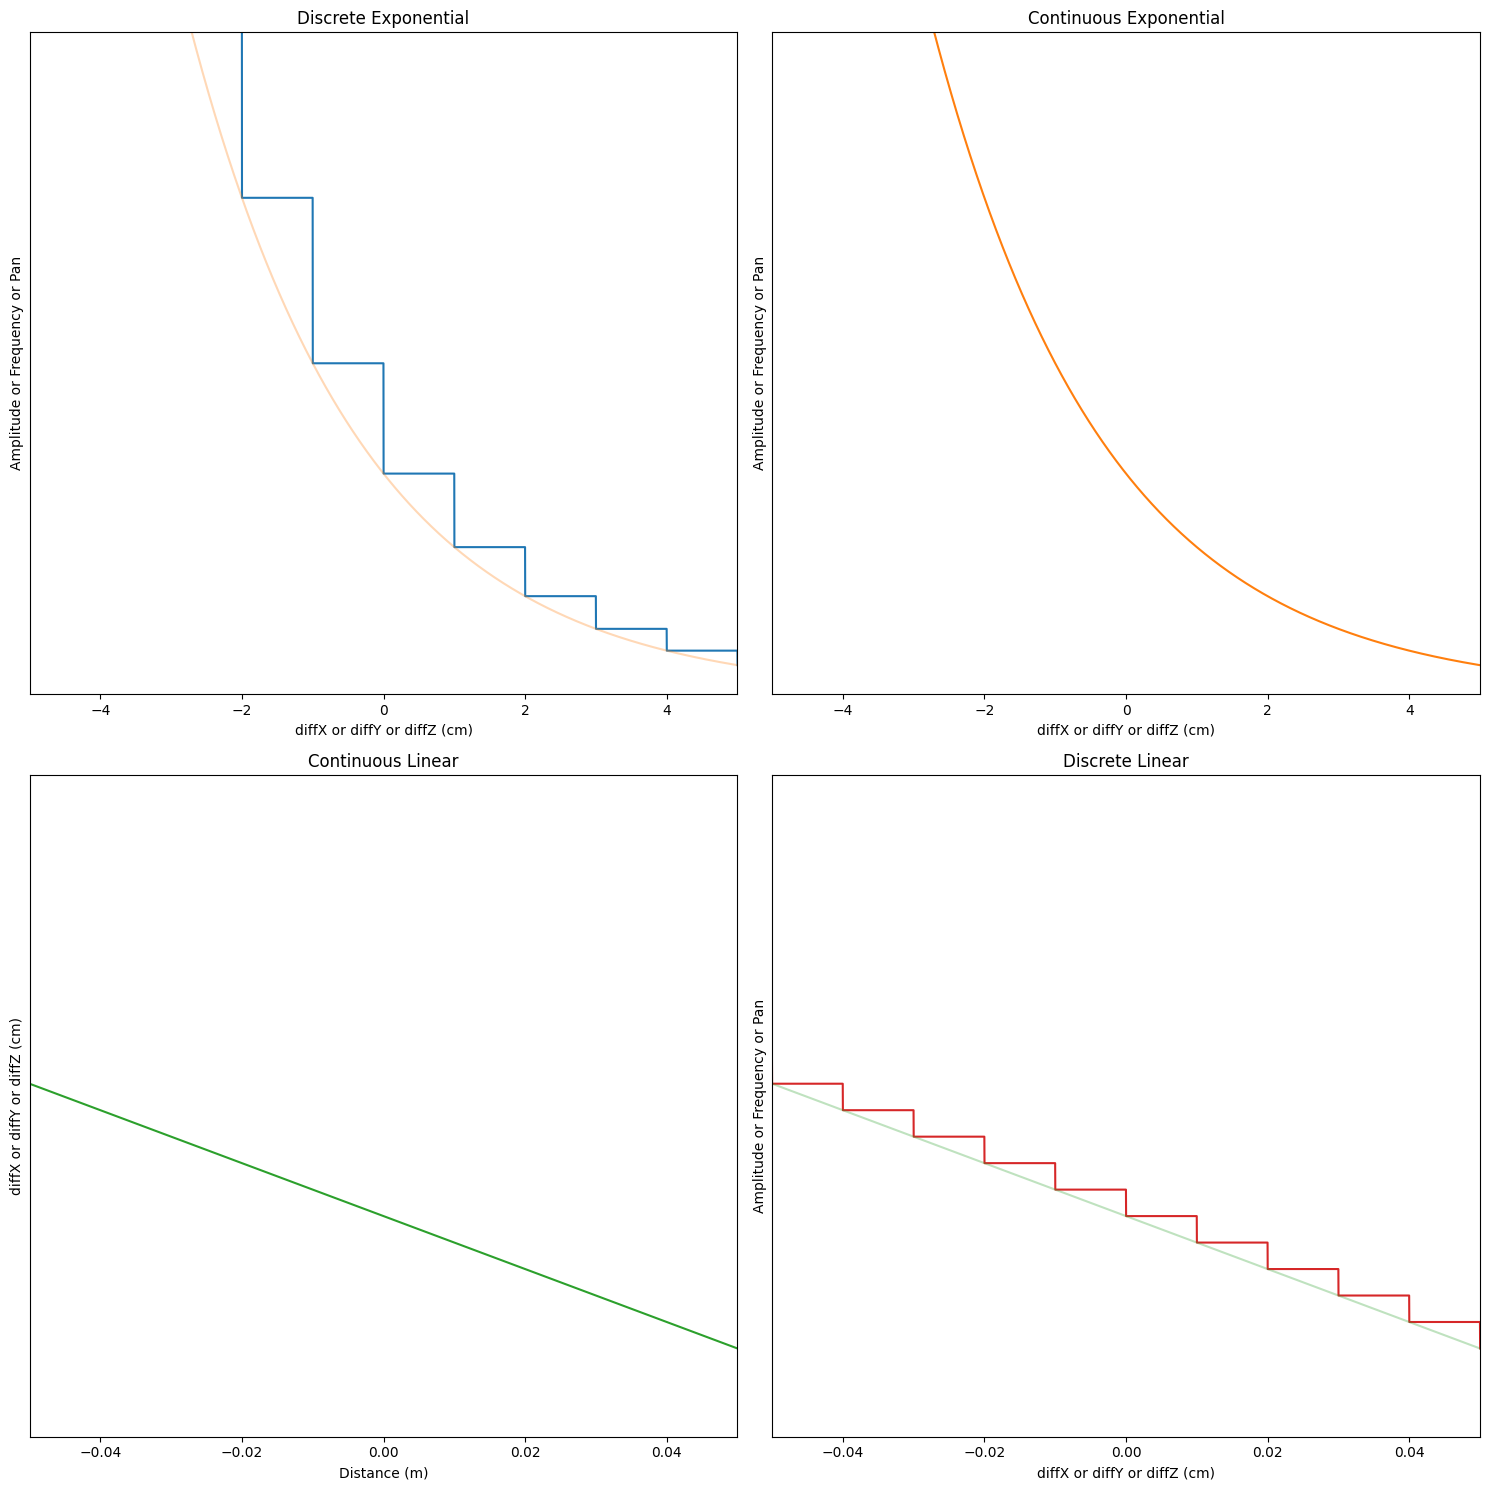 Discrete Exponential
Amplitude or Frequency or Pan
−4 −2 0 2 4
diffX or diffY or diffZ (cm)
Continuous Exponential
Amplitude or Frequency or Pan
−4 −2 0 2 4
diffX or diffY or diffZ (cm)
Continuous Linear
diffX or diffY or diffZ (cm)
−0.04 −0.02 0.00 0.02 0.04
Distance (m)
Discrete Linear
Amplitude or Frequency or Pan
−0.04 −0.02 0.00 0.02 0.04
diffX or diffY or diffZ (cm)